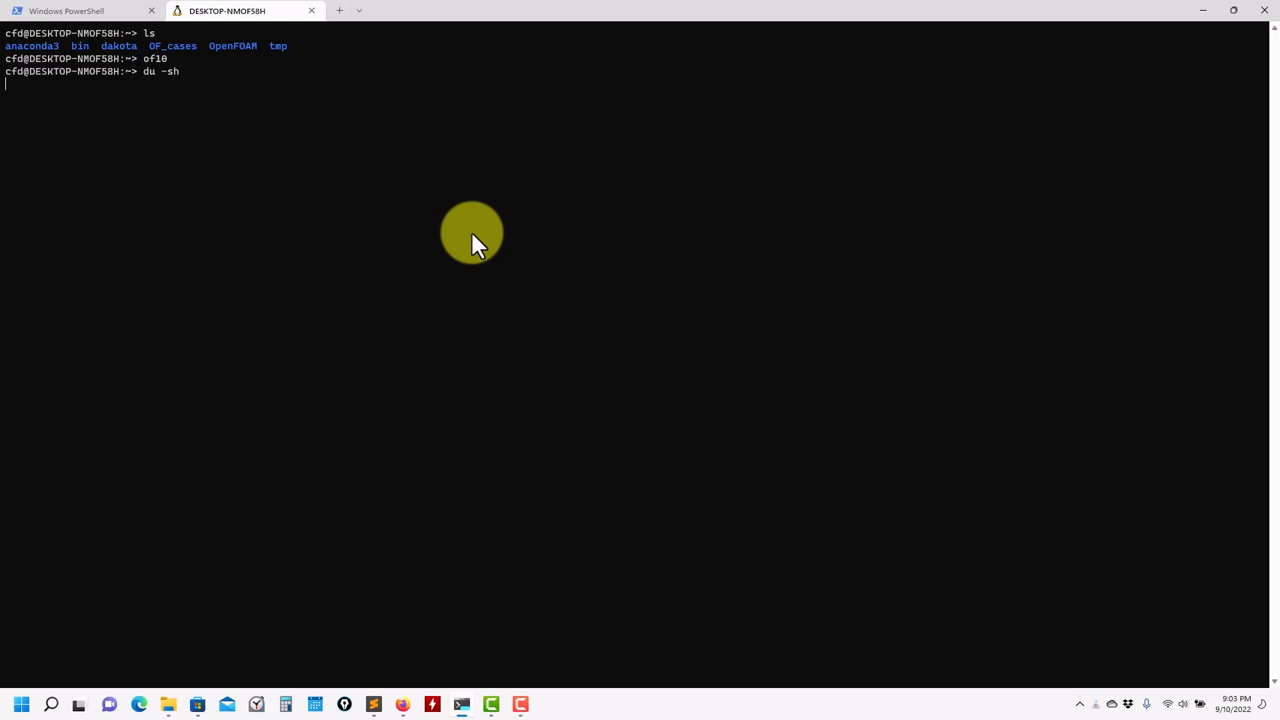 Windows PowerShell
DESKTOP-NMOF58H
cfd@DESKTOP-NMOF58H:~> ls
anaconda3 bin dakota OF_cases OpenFOAM tmp
cfd@DESKTOP-NMOF58H:~> of10
cfd@DESKTOP-NMOF58H:~> du -sh
9:03 PM
9/10/2022